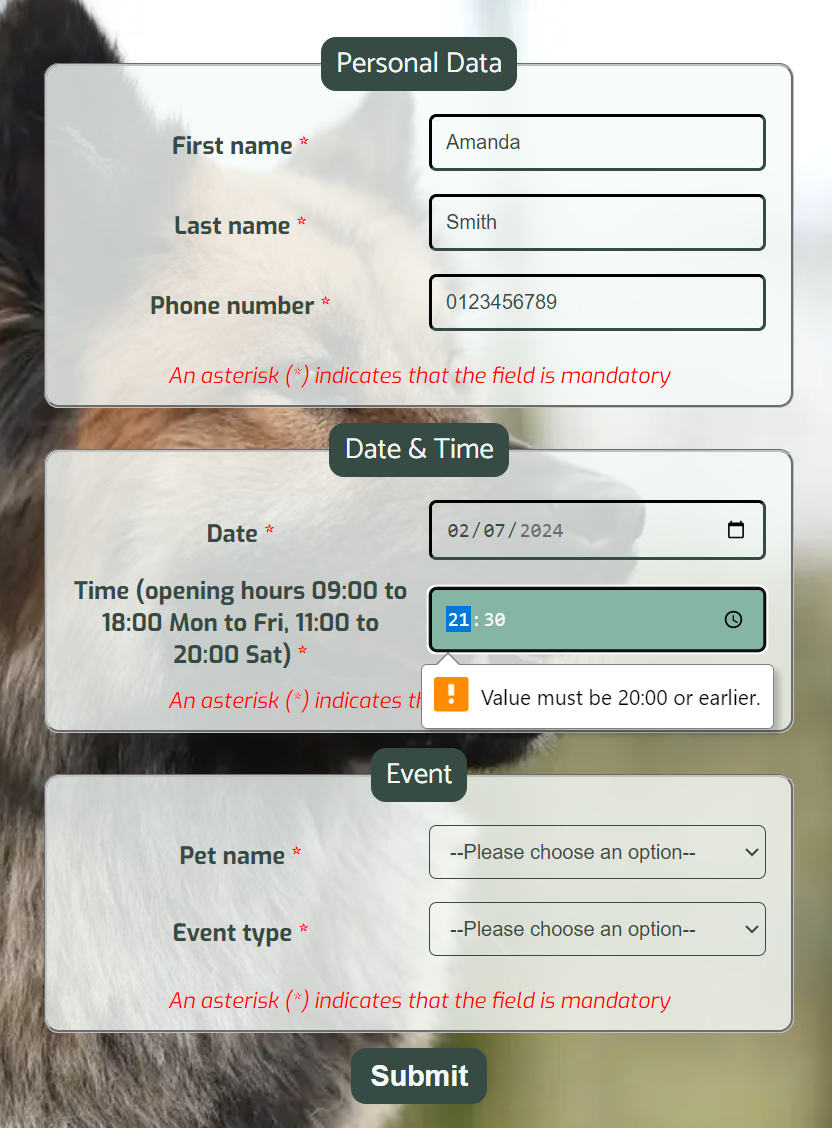 Personal Data
First name *
Amanda
Last name *
Smith
Phone number *
0123456789
An asterisk (*) indicates that the field is mandatory
Date & Time
Date *
02/07/2024
Time (opening hours 09:00 to
18:00 Mon to Fri, 11:00 to
20:00 Sat) *
21:30
Value must be 20:00 or earlier.
An asterisk (*) indicates th
Event
Pet name *
--Please choose an option--
Event type *
--Please choose an option--
An asterisk (*) indicates that the field is mandatory
Submit